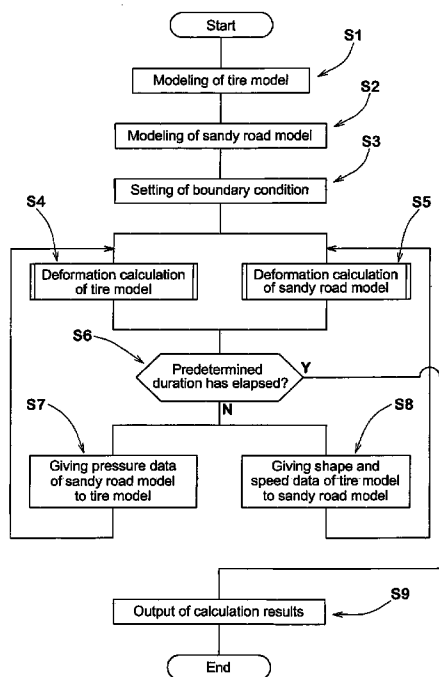 Start
S1
Modeling of tire model
S2
Modeling of sandy road model
S3
Setting of boundary condition
S4
S5
Deformation calculation
of tire model
Deformation calculation
of sandy road model
S6
Predetermined
duration has elapsed?
Y
N
S7
S8
Giving pressure data
of sandy road model
to tire model
Giving shape and
speed data of tire model
to sandy road model
Output of calculation results
S9
End